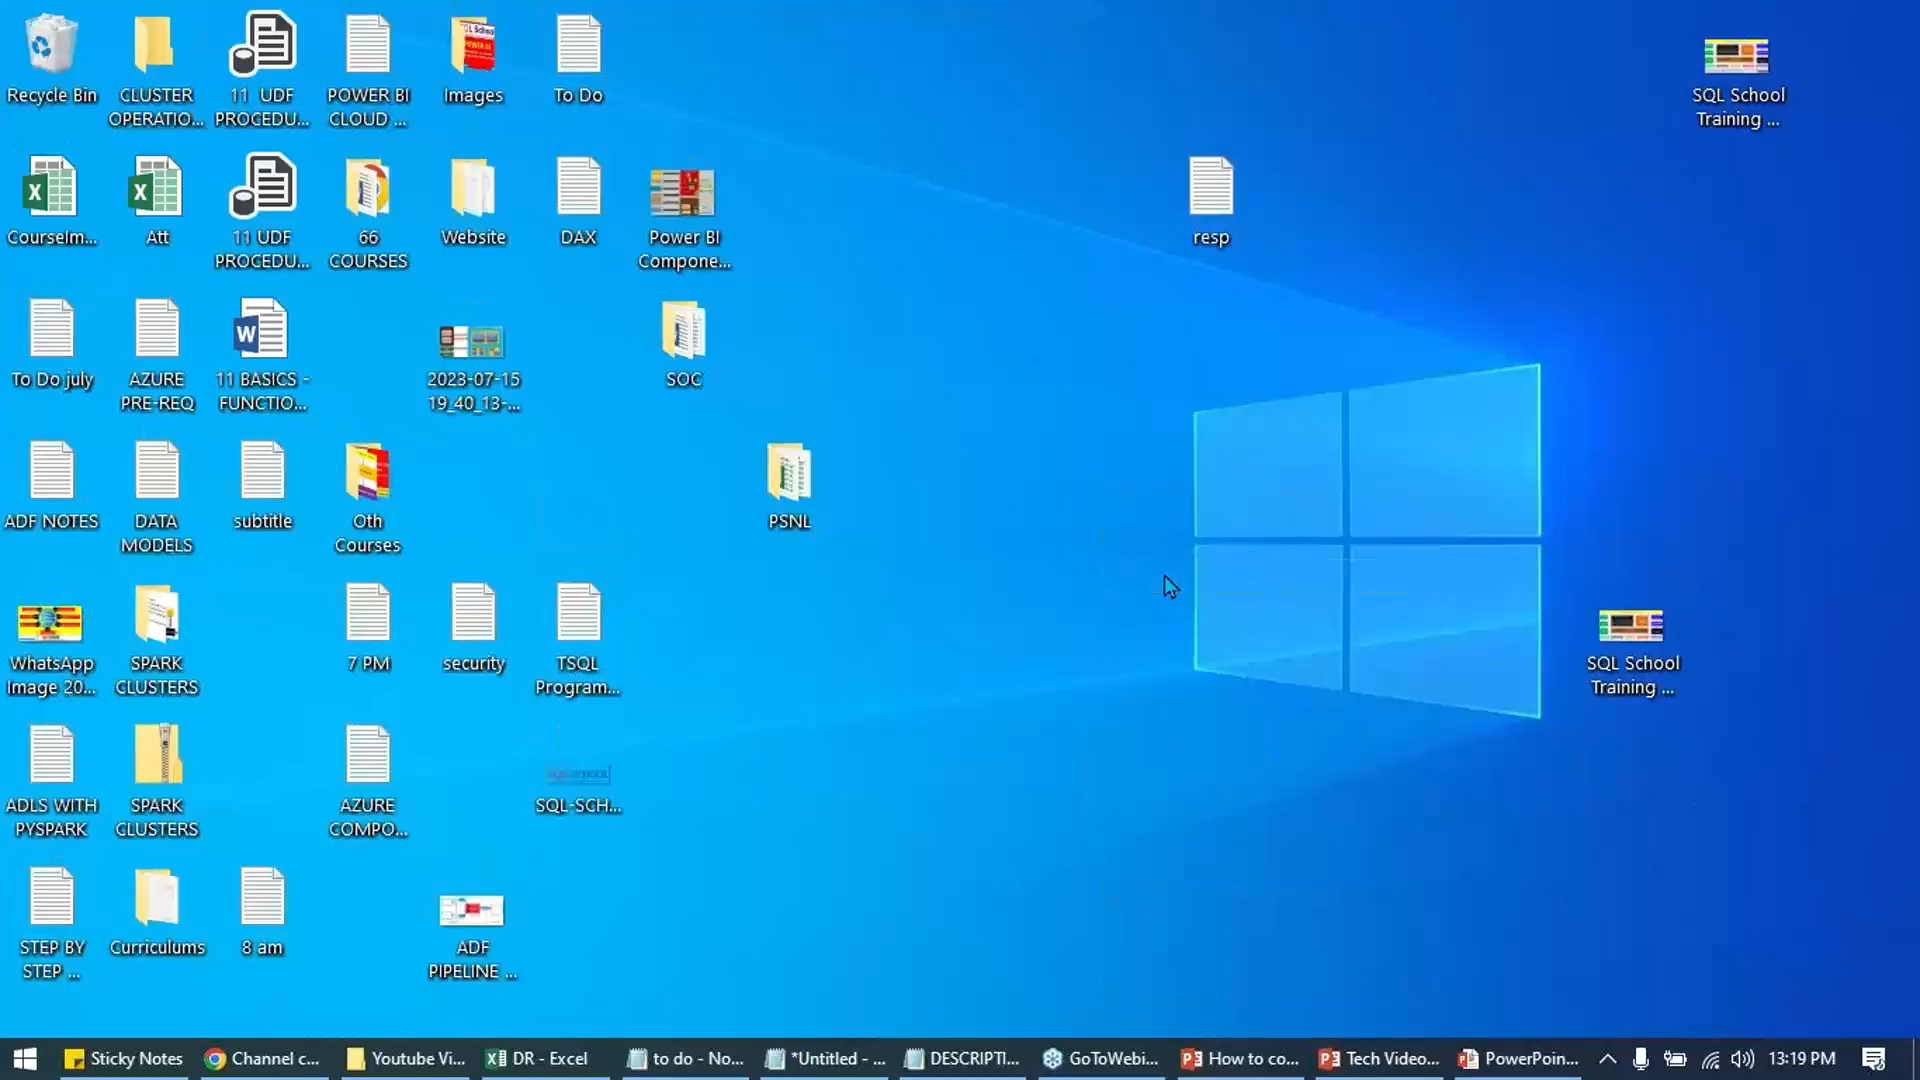 Recycle Bin
CLUSTER
OPERATIO...
11 UDF
PROCEDU...
POWER BI
CLOUD ...
Images
To Do
SQL School
Training ...
CourseIm...
Att
11 UDF
PROCEDU...
66
COURSES
Website
DAX
Power BI
Compone...
resp
To Do july
AZURE
PRE-REQ
11 BASICS -
FUNCTIO...
2023-07-15
19_40_13-...
SOC
ADF NOTES
DATA
MODELS
subtitle
Oth
Courses
PSNL
WhatsApp
Image 20...
SPARK
CLUSTERS
7 PM
security
TSQL
Program...
SQL School
Training ...
ADLS WITH
PYSPARK
SPARK
CLUSTERS
AZURE
COMPO...
SQL-SCH...
STEP BY
STEP ...
Curriculums
8 am
ADF
PIPELINE ...
Sticky Notes
Channel c...
Youtube Vi...
DR - Excel
to do - No...
*Untitled - ...
DESCRIPTI...
GoToWebi...
How to co...
Tech Video...
PowerPoin...
13:19 PM